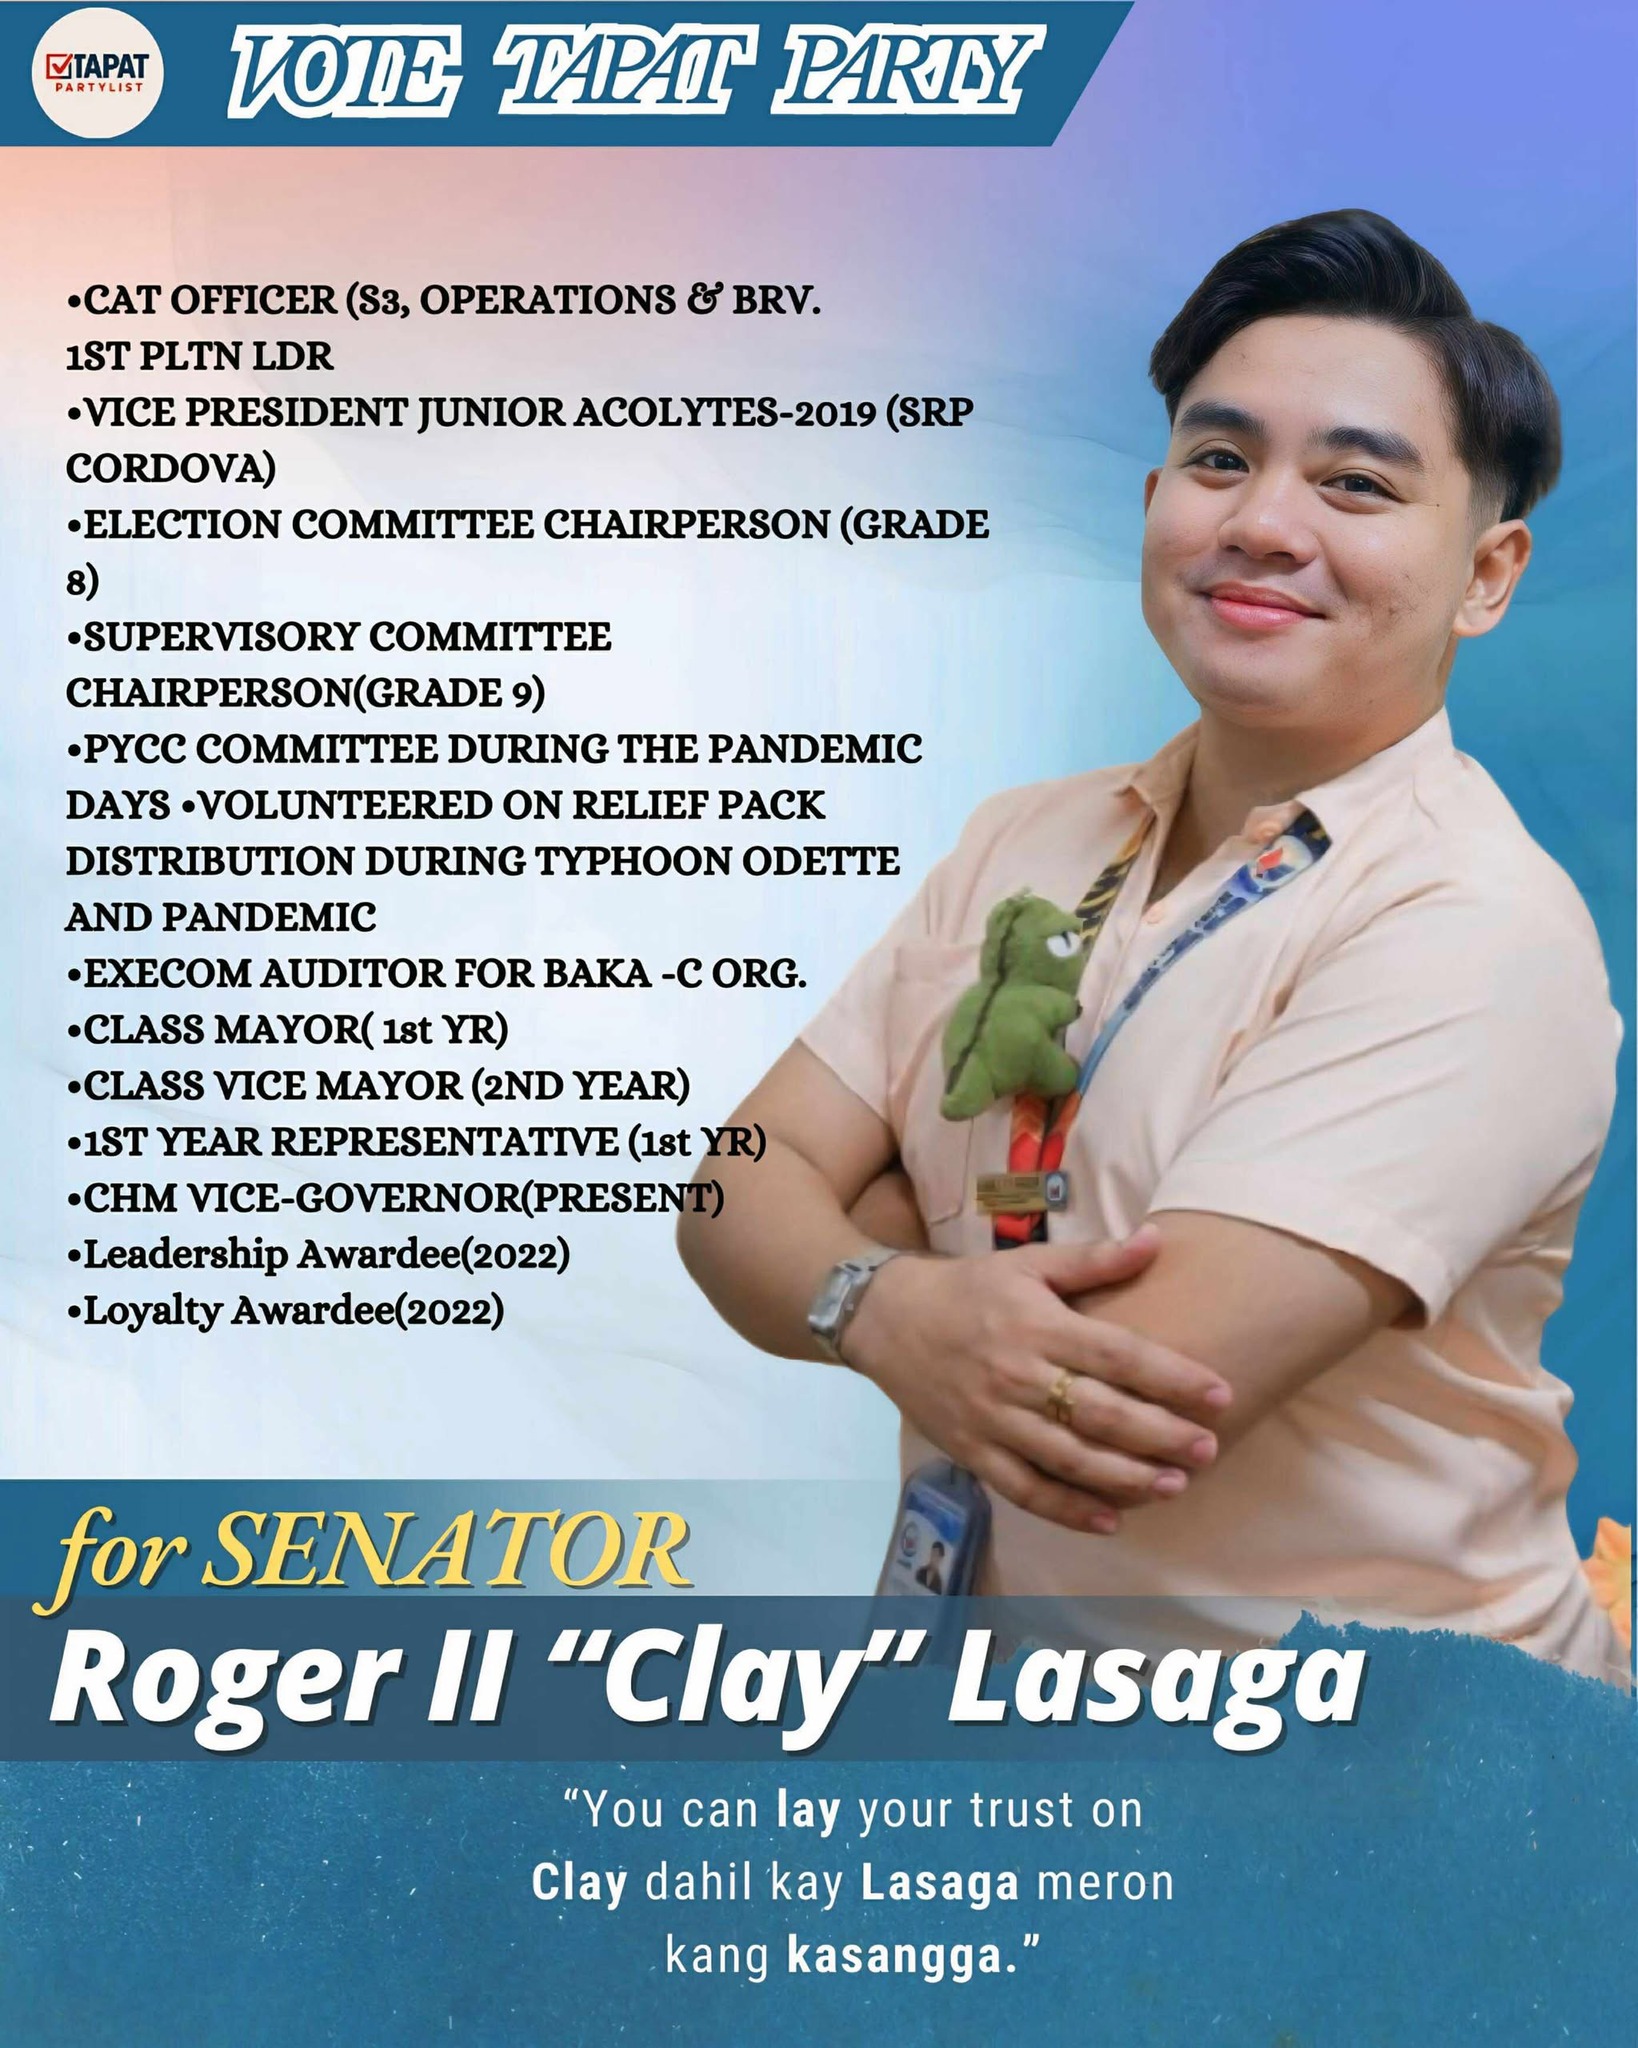 TAPAT
PARTYLIST
VOTE TAPAT PARTY
•CAT OFFICER (S3, OPERATIONS & BRV.
1ST PLTN LDR
•VICE PRESIDENT JUNIOR ACOLYTES-2019 (SRP
CORDOVA)
•ELECTION COMMITTEE CHAIRPERSON (GRADE
8)
•SUPERVISORY COMMITTEE
CHAIRPERSON(GRADE 9)
•PYCC COMMITTEE DURING THE PANDEMIC
DAYS •VOLUNTEERED ON RELIEF PACK
DISTRIBUTION DURING TYPHOON ODETTE
AND PANDEMIC
•EXECOM AUDITOR FOR BAKA -C ORG.
•CLASS MAYOR( 1st YR)
•CLASS VICE MAYOR (2ND YEAR)
•1ST YEAR REPRESENTATIVE (1st YR)
•CHM VICE-GOVERNOR(PRESENT)
•Leadership Awardee(2022)
•Loyalty Awardee(2022)
for SENATOR
Roger II “Clay” Lasaga
“You can lay your trust on
Clay dahil kay Lasaga meron
kang kasangga.”